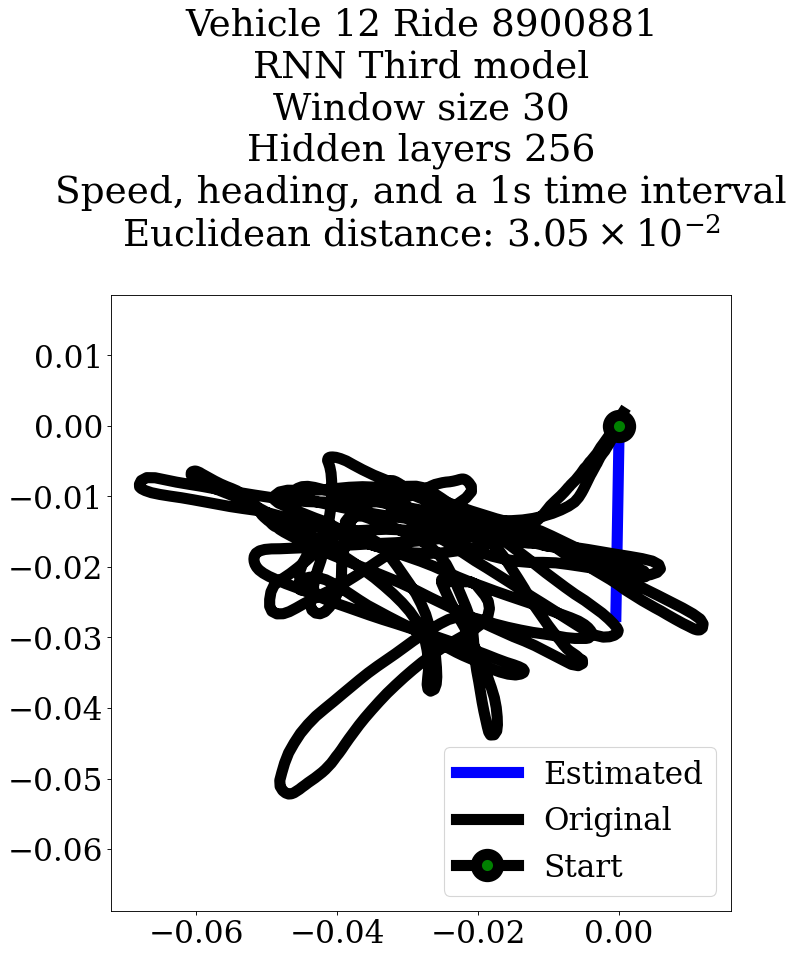 Vehicle 12 Ride 8900881
RNN Third model
Window size 30
Hidden layers 256
Speed, heading, and a 1s time interval
Euclidean distance: 3.05 × 10⁻²
0.01
0.00
−0.01
−0.02
−0.03
−0.04
−0.05
−0.06
Estimated
Original
Start
−0.06 −0.04 −0.02 0.00